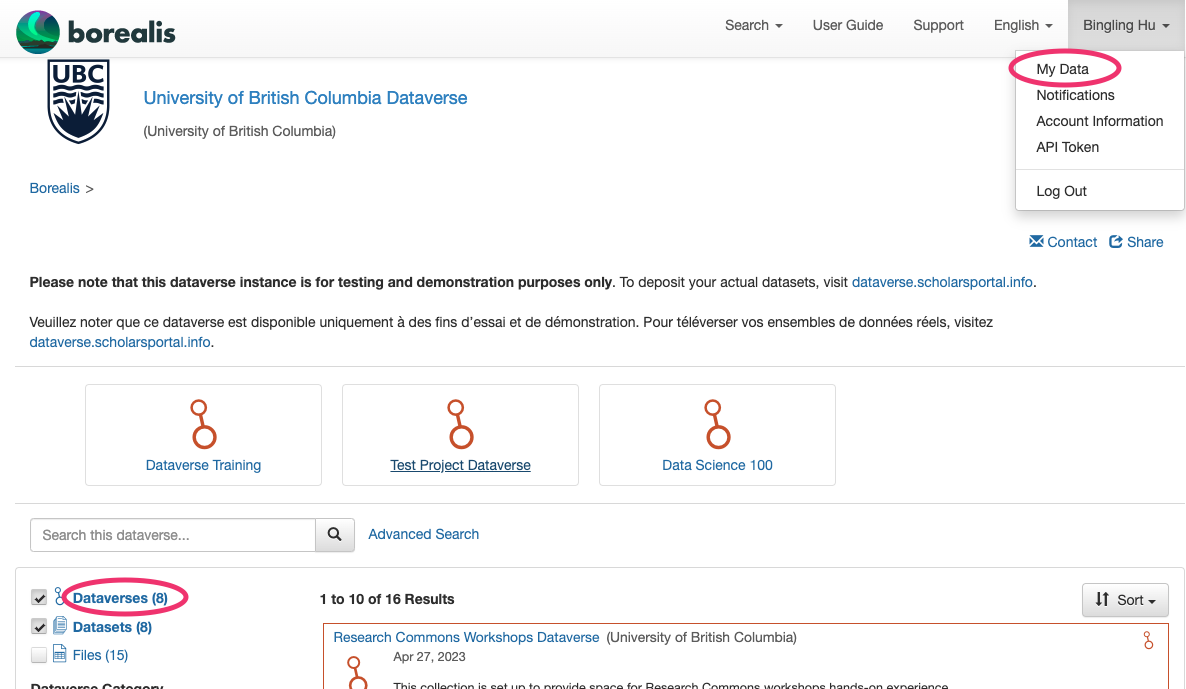 borealis
Search
User Guide
Support
English
Bingling Hu
My Data
Notifications
Account Information
API Token
Log Out
UBC
University of British Columbia Dataverse
(University of British Columbia)
Borealis >
Contact
Share
Please note that this dataverse instance is for testing and demonstration purposes only. To deposit your actual datasets, visit dataverse.scholarsportal.info.
Veuillez noter que ce dataverse est disponible uniquement à des fins d’essai et de démonstration. Pour téléverser vos ensembles de données réels, visitez
dataverse.scholarsportal.info.
Dataverse Training
Test Project Dataverse
Data Science 100
Search this dataverse...
Advanced Search
Dataverses (8)
Datasets (8)
Files (15)
Dataverse Category
1 to 10 of 16 Results
Sort
Research Commons Workshops Dataverse (University of British Columbia)
Apr 27, 2023
This collection is set up to provide space for Research Commons workshops hands-on experience